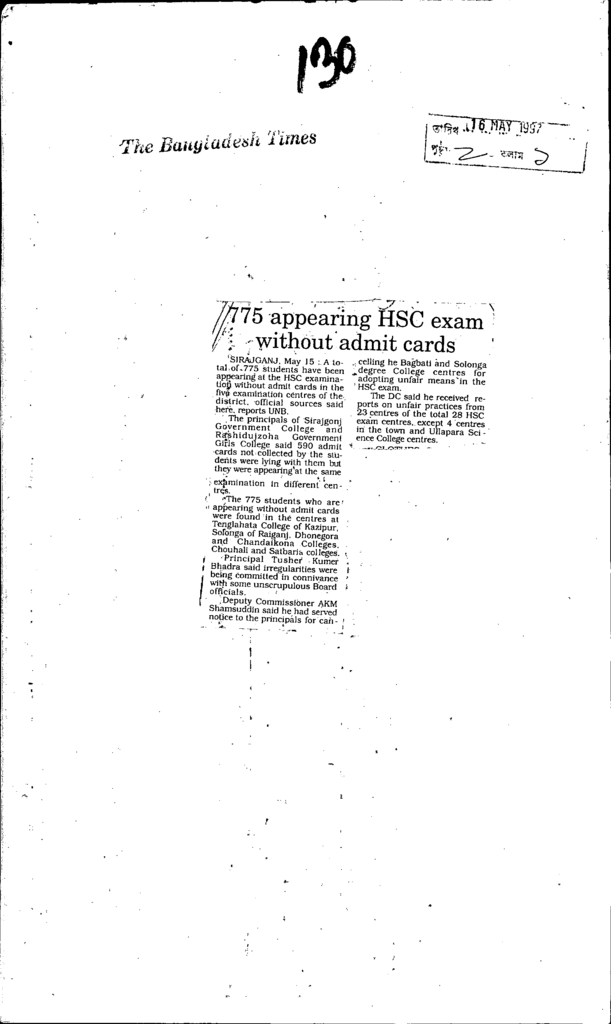 130
The Bangladesh Times
তারিখ 16 MAY 1997
পৃষ্ঠা 2 কলাম ১
775 appearing HSC exam
without admit cards
SIRAJGANJ, May 15 : A to-
tal of 775 students have been
appearing at the HSC examina-
tion without admit cards in the
five examination centres of the
district, official sources said
here, reports UNB.
The principals of Sirajgonj
Government College and
Rashidujzoha Government
Girls College said 590 admit
cards not collected by the stu-
dents were lying with them but
they were appearing at the same
examination in different cen-
tres.
The 775 students who are
appearing without admit cards
were found in the centres at
Tenglahata College of Kazipur,
Solonga of Raiganj, Dhonegora
and Chandaikona Colleges,
Chouhali and Satbaria colleges.
Principal Tusher Kumer
Bhadra said irregularities were
being committed in connivance
with some unscrupulous Board
officials.
Deputy Commissioner AKM
Shamsuddin said he had served
notice to the principals for can-
celling he Bagbati and Solonga
degree College centres for
adopting unfair means in the
HSC exam.
The DC said he received re-
ports on unfair practices from
23 centres of the total 28 HSC
exam centres, except 4 centres
in the town and Ullapara Sci-
ence College centres.